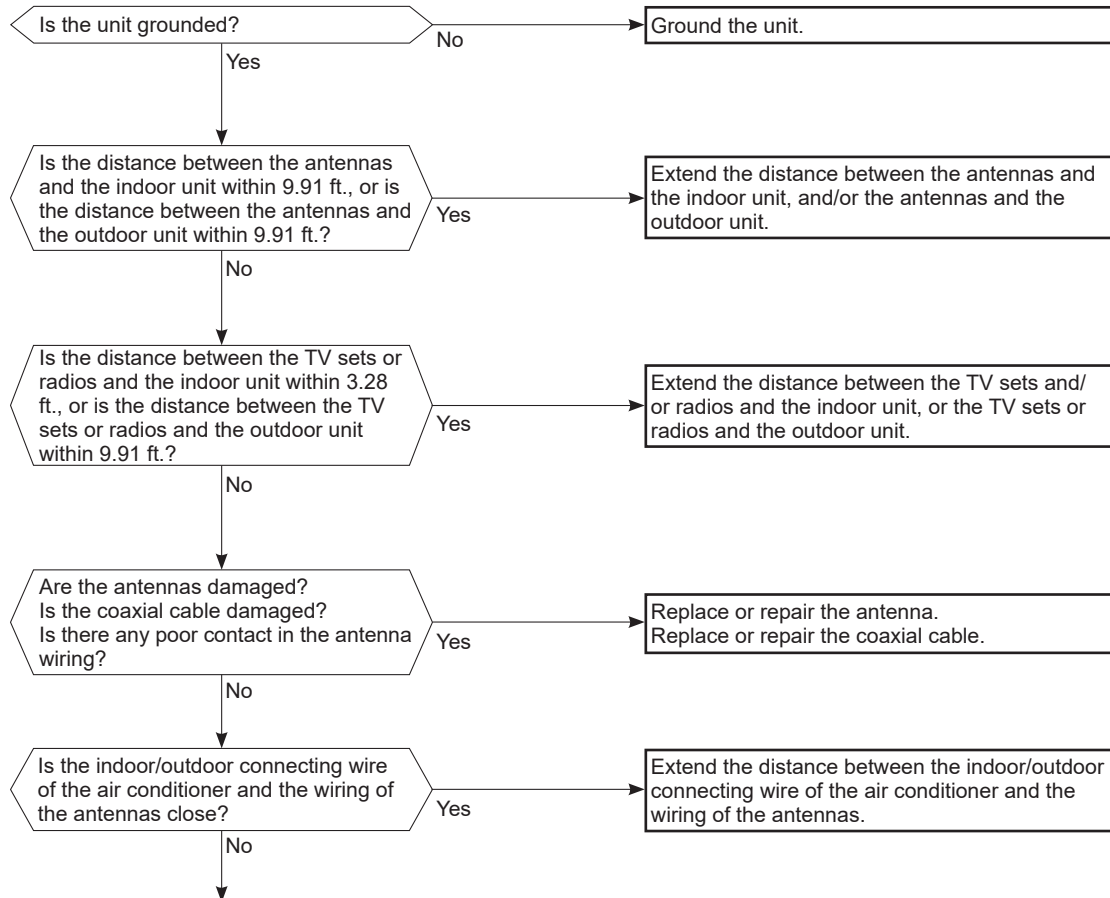 Is the unit grounded?
No
Ground the unit.
Yes
Is the distance between the antennas
and the indoor unit within 9.91 ft., or is
the distance between the antennas and
the outdoor unit within 9.91 ft.?
Yes
Extend the distance between the antennas and
the indoor unit, and/or the antennas and the
outdoor unit.
No
Is the distance between the TV sets or
radios and the indoor unit within 3.28
ft., or is the distance between the TV
sets or radios and the outdoor unit
within 9.91 ft.?
Yes
Extend the distance between the TV sets and/
or radios and the indoor unit, or the TV sets or
radios and the outdoor unit.
No
Are the antennas damaged?
Is the coaxial cable damaged?
Is there any poor contact in the antenna
wiring?
Yes
Replace or repair the antenna.
Replace or repair the coaxial cable.
No
Is the indoor/outdoor connecting wire
of the air conditioner and the wiring of
the antennas close?
Yes
Extend the distance between the indoor/outdoor
connecting wire of the air conditioner and the
wiring of the antennas.
No